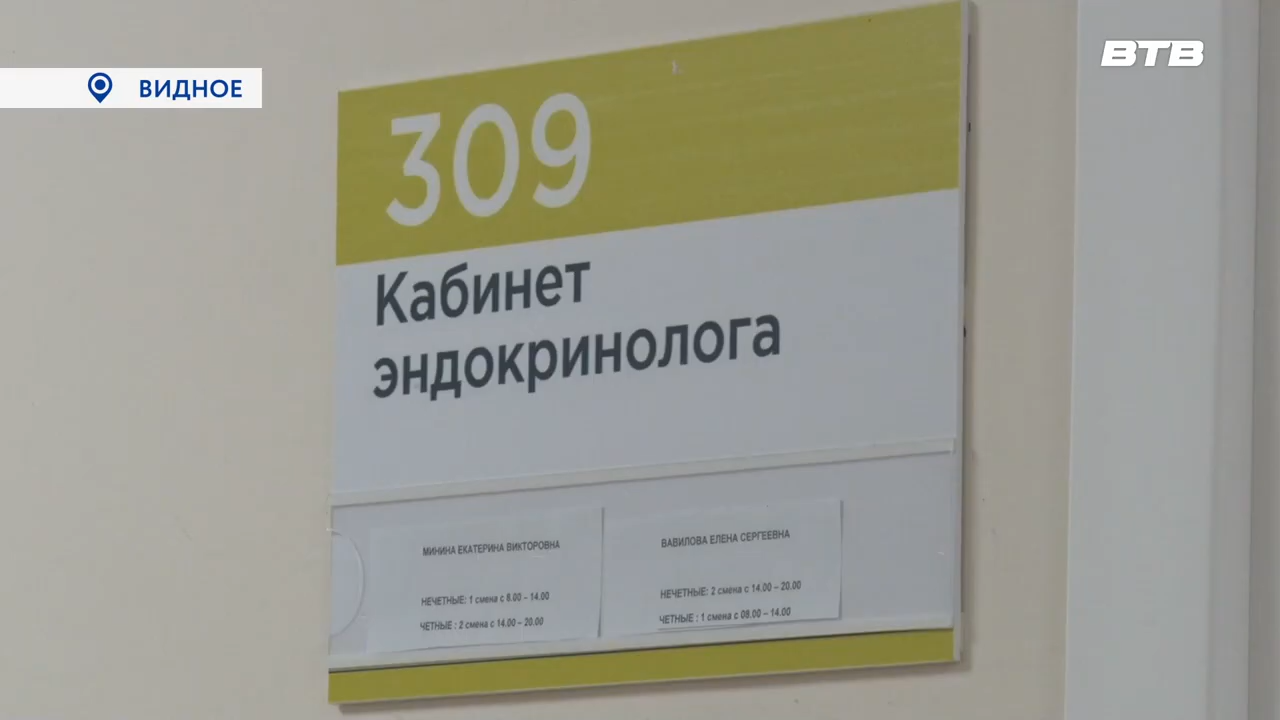 ВИДНОЕ
ВТВ
309
Кабинет
эндокринолога
МИНИНА ЕКАТЕРИНА ВИКТОРОВНА
НЕЧЕТНЫЕ: 1 смена с 8.00 – 14.00
ЧЕТНЫЕ : 2 смена с 14.00 – 20.00
ВАВИЛОВА ЕЛЕНА СЕРГЕЕВНА
НЕЧЕТНЫЕ: 2 смена с 14.00 – 20.00
ЧЕТНЫЕ : 1 смена с 08.00 – 14.00